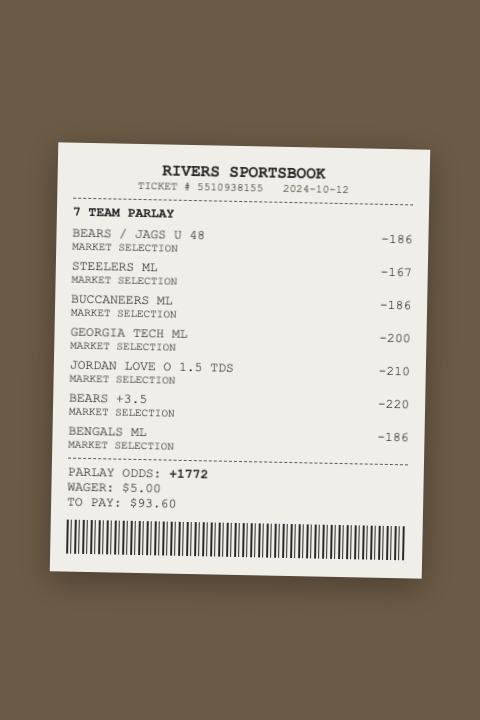 RIVERS SPORTSBOOK
TICKET # 5510938155 2024-10-12
7 TEAM PARLAY
BEARS / JAGS U 48 -186
MARKET SELECTION
STEELERS ML -167
MARKET SELECTION
BUCCANEERS ML -186
MARKET SELECTION
GEORGIA TECH ML -200
MARKET SELECTION
JORDAN LOVE O 1.5 TDS -210
MARKET SELECTION
BEARS +3.5 -220
MARKET SELECTION
BENGALS ML -186
MARKET SELECTION
PARLAY ODDS: +1772
WAGER: $5.00
TO PAY: $93.60